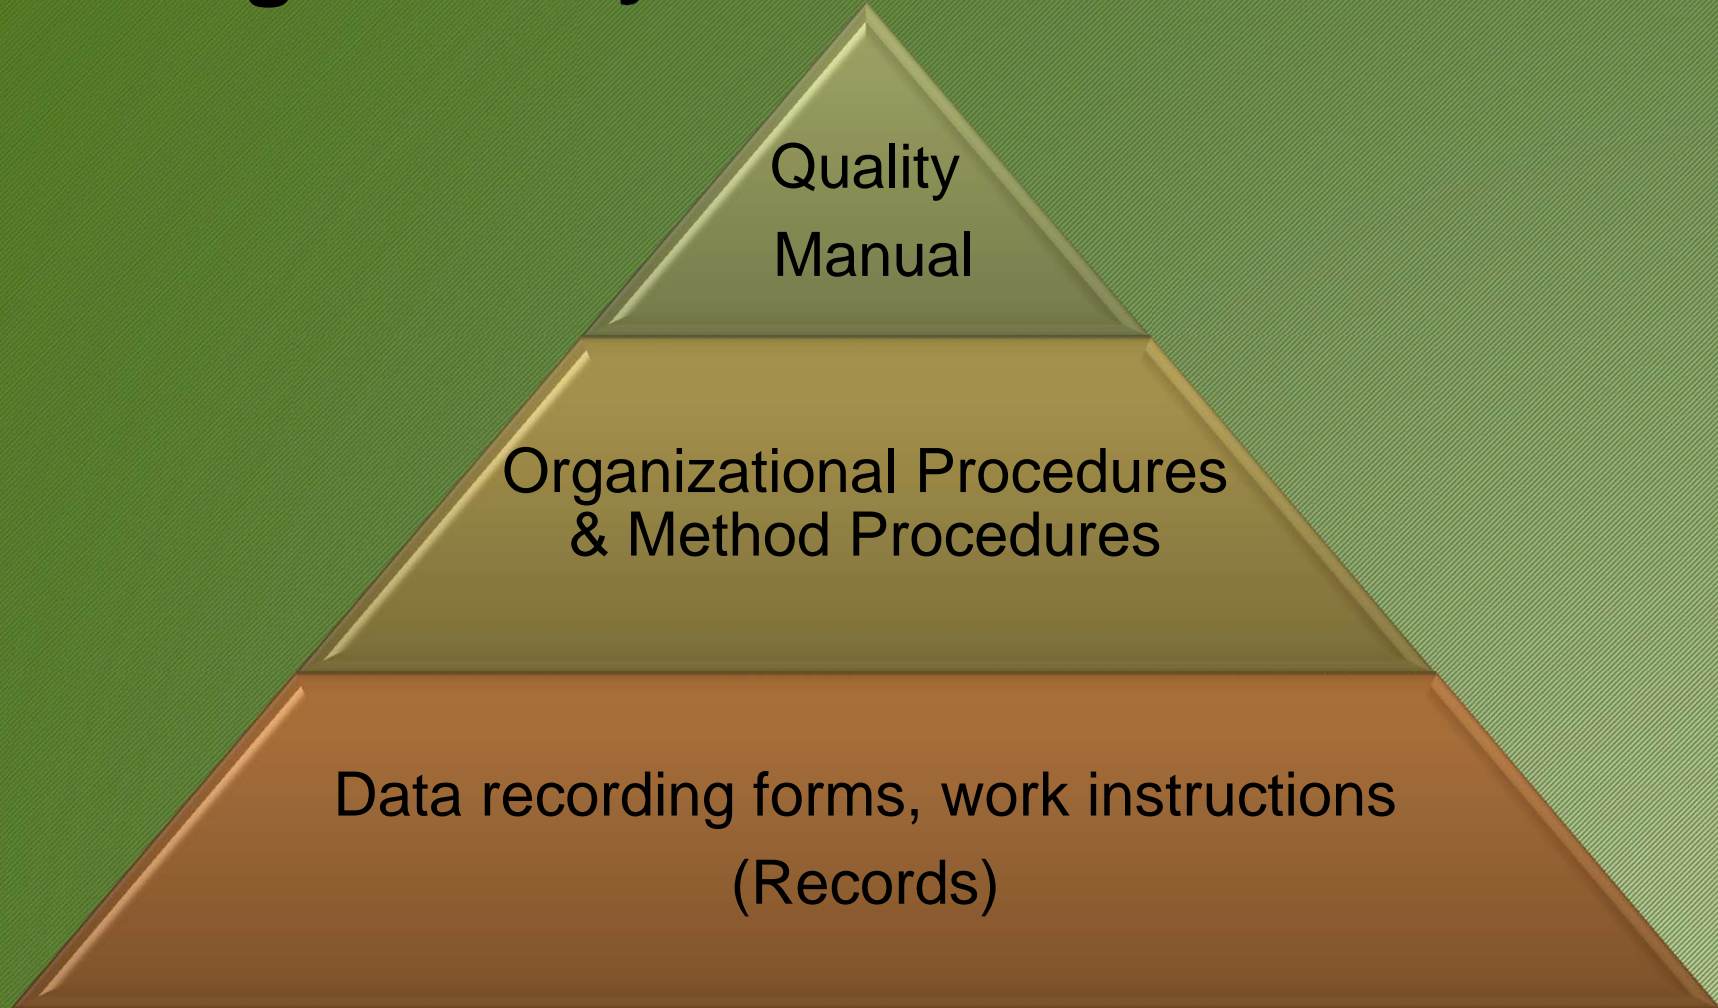 Quality
Manual
Organizational Procedures
& Method Procedures
Data recording forms, work instructions
(Records)